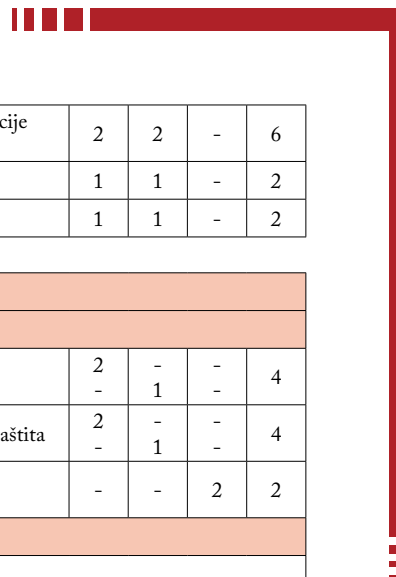 cije 2 2 - 6
1 1 - 2
1 1 - 2
2 - - 4
- 1 -
aštita 2 - - 4
- 1 -
- - 2 2